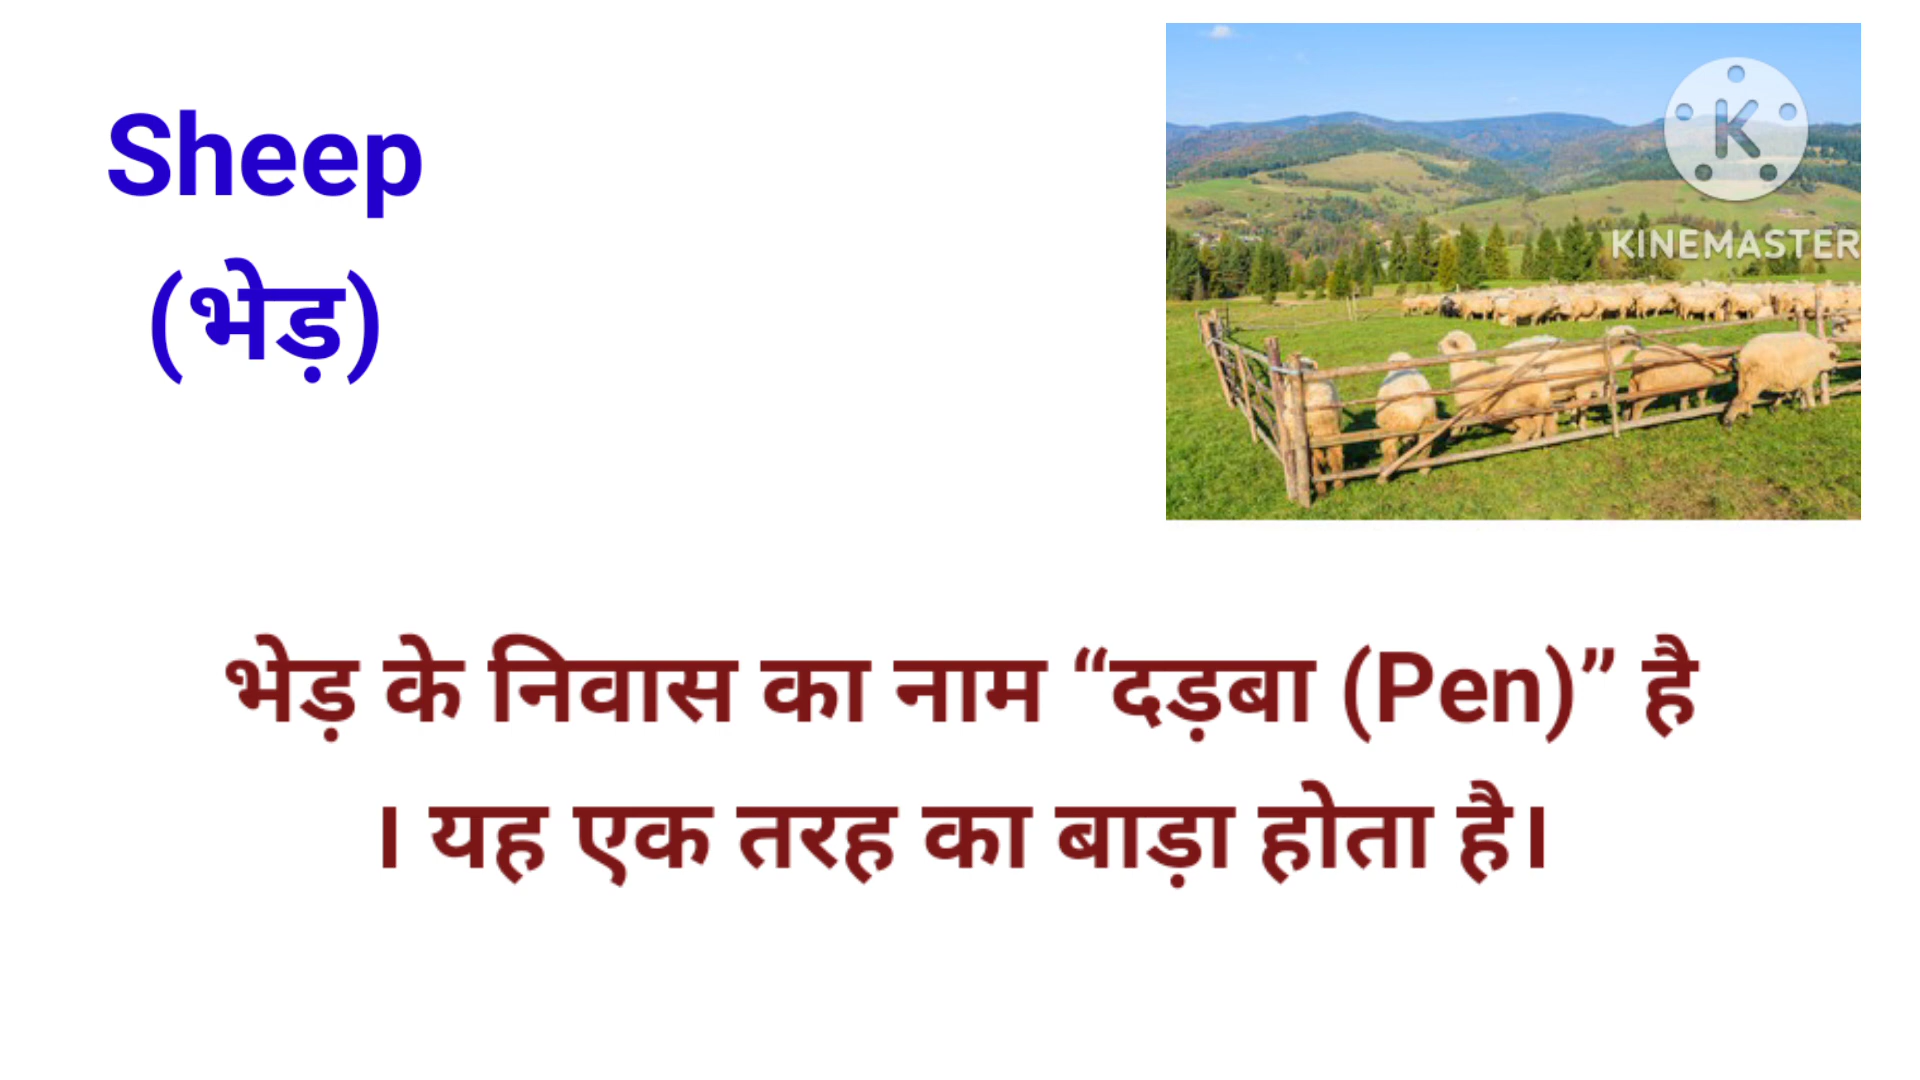 Sheep
(भेड़)
K
KINEMASTER
भेड़ के निवास का नाम “दड़बा (Pen)” है
। यह एक तरह का बाड़ा होता है।